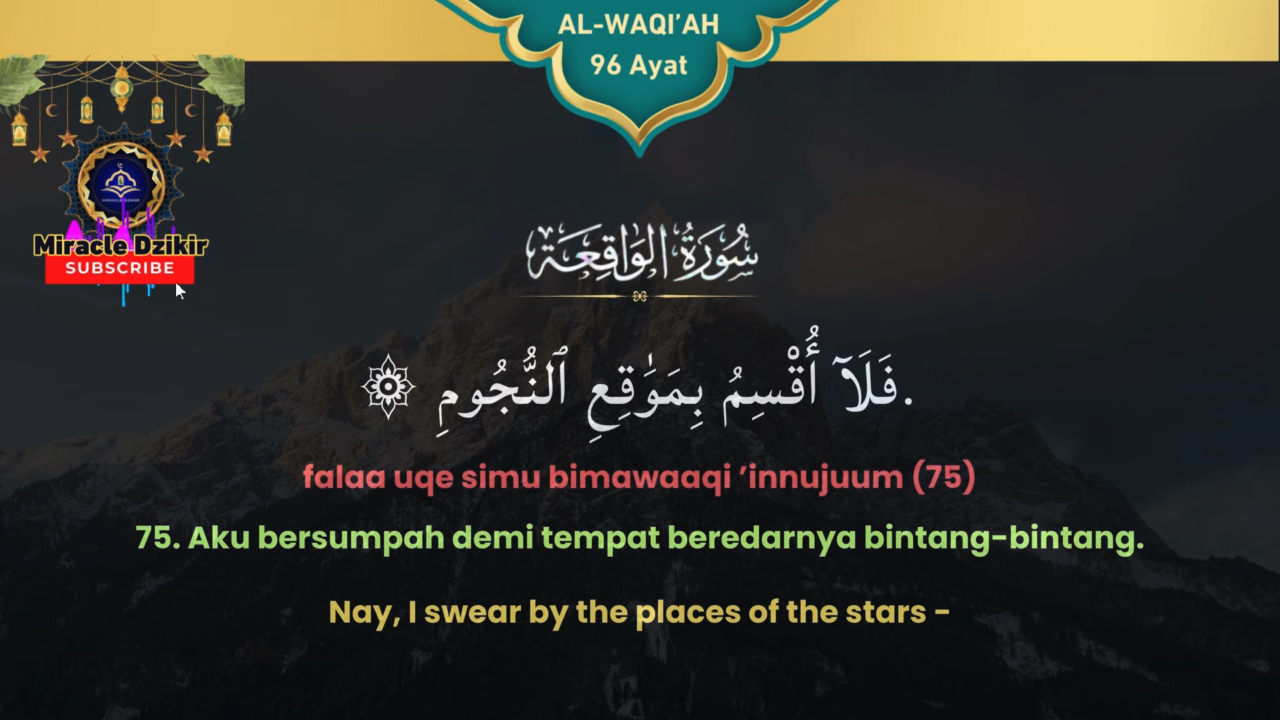 AL-WAQI’AH
96 Ayat
Miracle Dzikir
SUBSCRIBE
سُوْرَةُ الوَاقِعَة
.فَلَآ أُقْسِمُ بِمَوَٰقِعِ ٱلنُّجُومِ
falaa uqe simu bimawaaqi ’innujuum (75)
75. Aku bersumpah demi tempat beredarnya bintang-bintang.
Nay, I swear by the places of the stars -